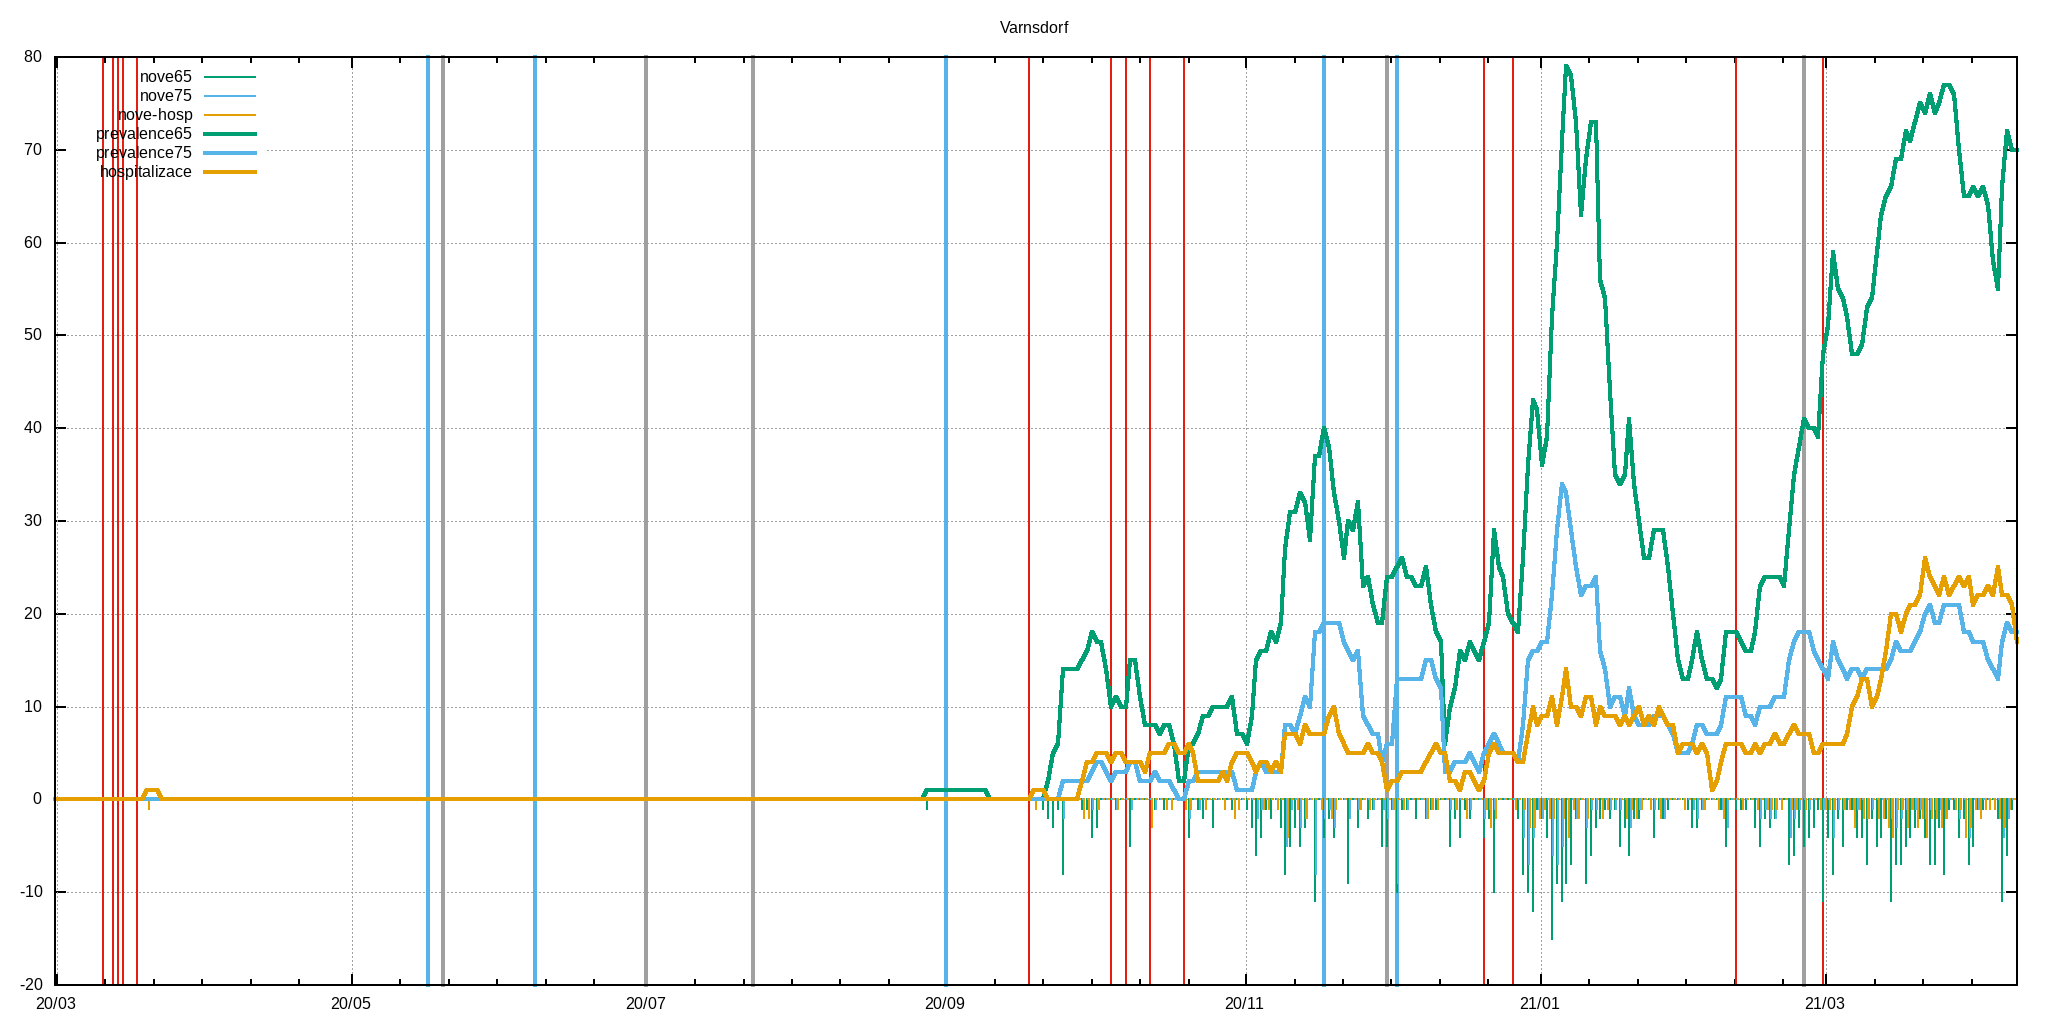 Varnsdorf
80
nove65
nove75
nove-hosp
prevalence65
prevalence75
hospitalizace
70
60
50
40
30
20
10
0
-10
-20
20/03 20/05 20/07 20/09 20/11 21/01 21/03